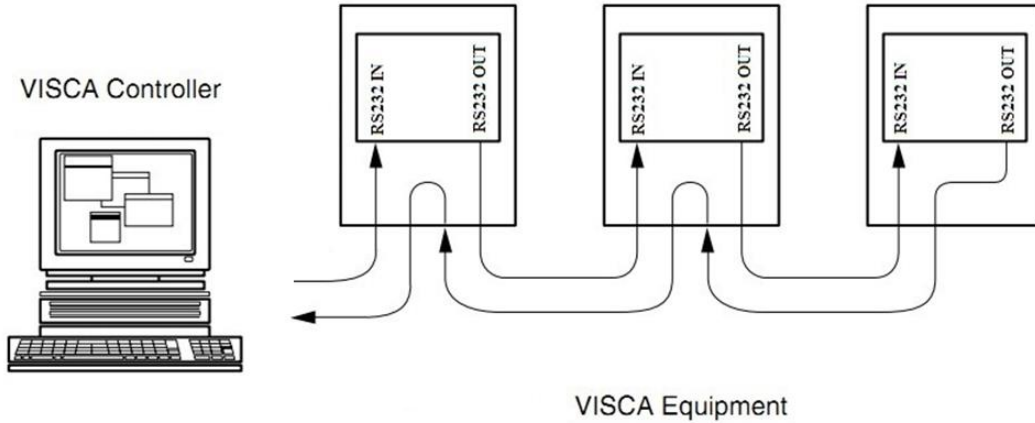 VISCA Controller
RS232 IN
RS232 OUT
RS232 IN
RS232 OUT
RS232 IN
RS232 OUT
VISCA Equipment